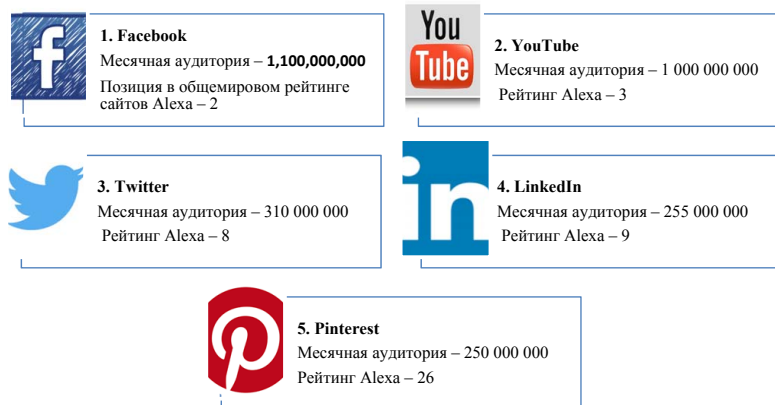 1. Facebook
Месячная аудитория – 1,100,000,000
Позиция в общемировом рейтинге
сайтов Alexa – 2
You
Tube
2. YouTube
Месячная аудитория – 1 000 000 000
Рейтинг Alexa – 3
3. Twitter
Месячная аудитория – 310 000 000
Рейтинг Alexa – 8
in
4. LinkedIn
Месячная аудитория – 255 000 000
Рейтинг Alexa – 9
5. Pinterest
Месячная аудитория – 250 000 000
Рейтинг Alexa – 26